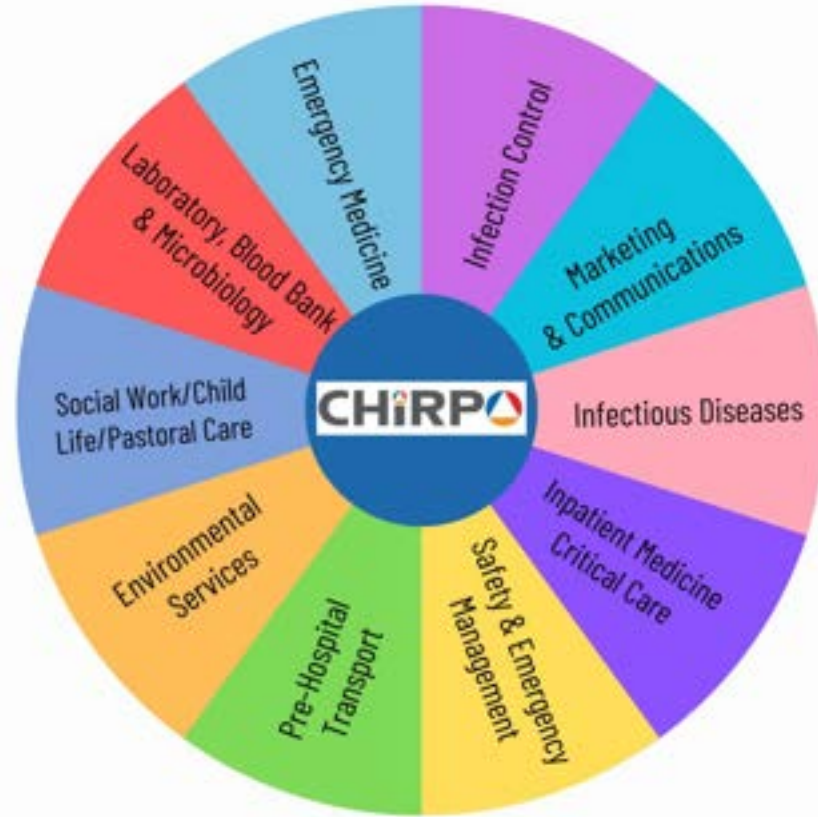 Emergency Medicine
Infection Control
Marketing
& Communications
Infectious Diseases
Inpatient Medicine
Critical Care
Safety & Emergency
Management
Pre-Hospital
Transport
Environmental
Services
Social Work/Child
Life/Pastoral Care
Laboratory, Blood Bank
& Microbiology
CHiRP